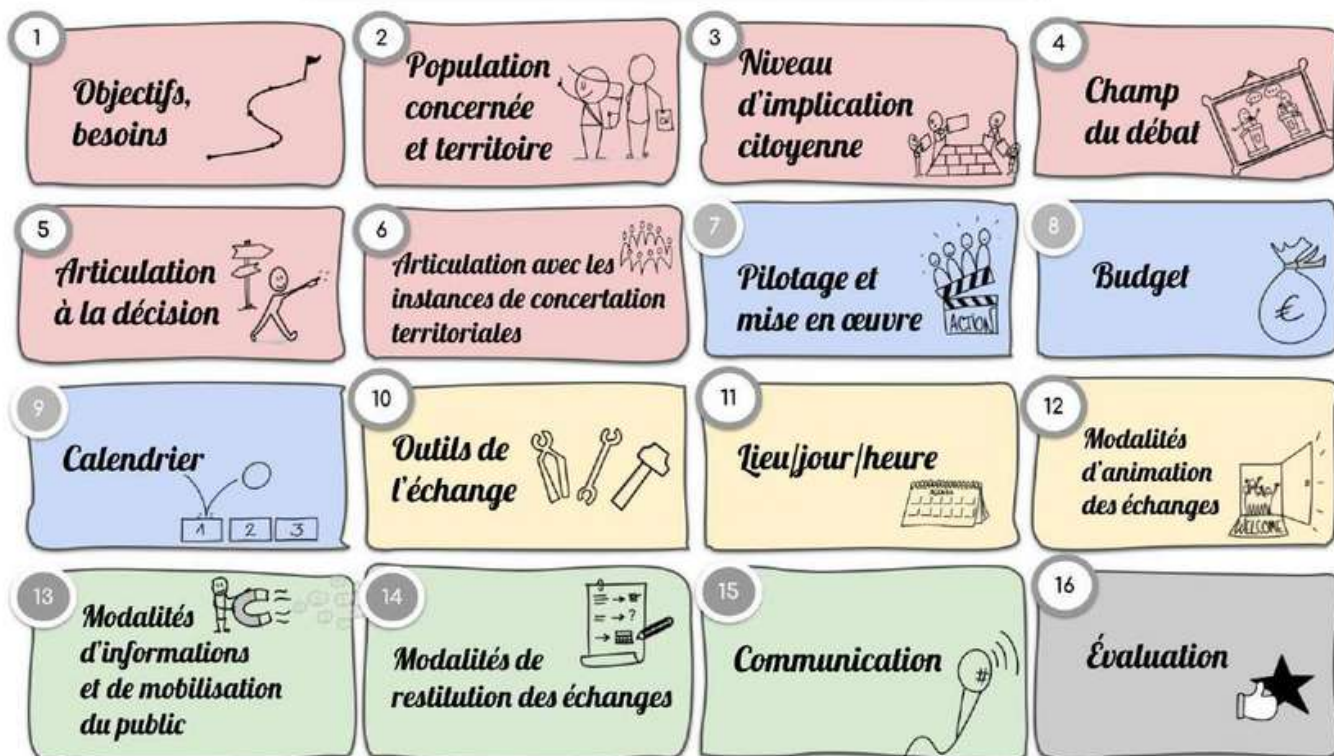 1
Objectifs,
besoins
2
Population
concernée
et territoire
3
Niveau
d'implication
citoyenne
4
Champ
du débat
5
Articulation
à la décision
6
Articulation avec les
instances de concertation
territoriales
7
Pilotage et
mise en œuvre
ACTION
8
Budget
€
9
Calendrier
1 2 3
10
Outils de
l'échange
11
Lieu/jour/heure
AGENDA
12
Modalités
d'animation
des échanges
WELCOME
13
Modalités
d'informations
et de mobilisation
du public
14
?
Modalités de
restitution des échanges
15
Communication
#
16
Évaluation